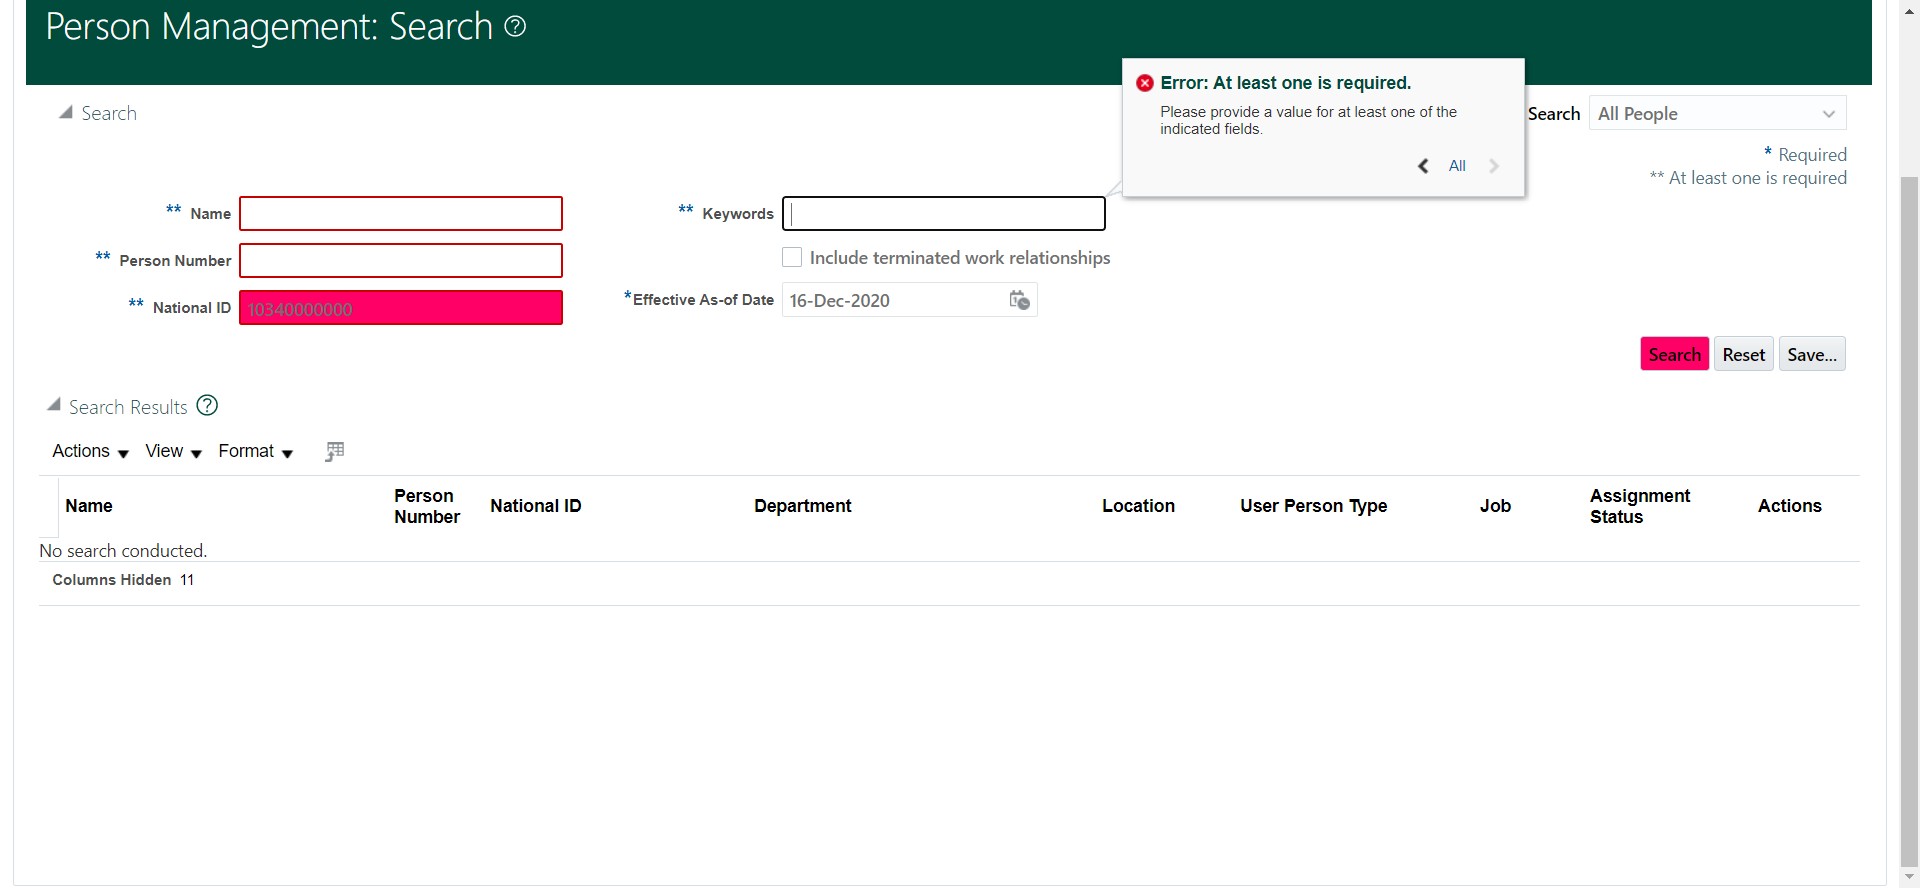 Person Management: Search ?
Error: At least one is required.
Please provide a value for at least one of the
indicated fields.
All
Search
Search All People
* Required
** At least one is required
** Name
** Keywords
** Person Number
Include terminated work relationships
** National ID 10340000000
*Effective As-of Date 16-Dec-2020
Search Reset Save...
Search Results ?
Actions View Format
Name Person Number National ID Department Location User Person Type Job Assignment Status Actions
No search conducted.
Columns Hidden 11